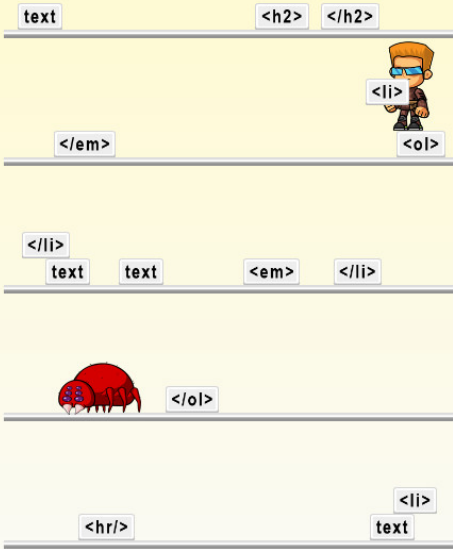 text <h2> </h2>
<li>
</em> <ol>
</li>
text text <em> </li>
</ol>
<li>
<hr/> text